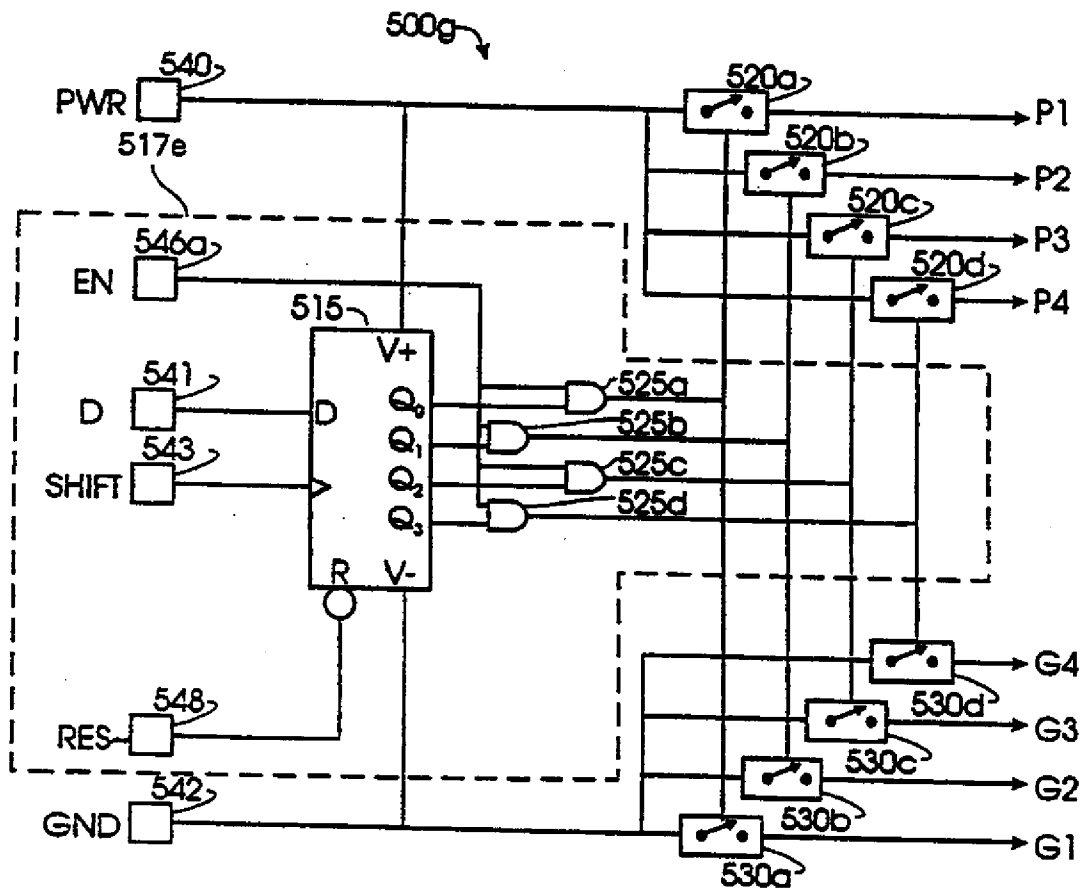 500g
540
PWR
517e
520a
P1
520b
P2
520c
P3
520d
P4
546a
EN
515
V+
541
D
D
Q0
525a
Q1
525b
543
SHIFT
Q2
525c
Q3
525d
R
V-
548
RES
542
GND
G4
530d
G3
530c
G2
530b
G1
530a